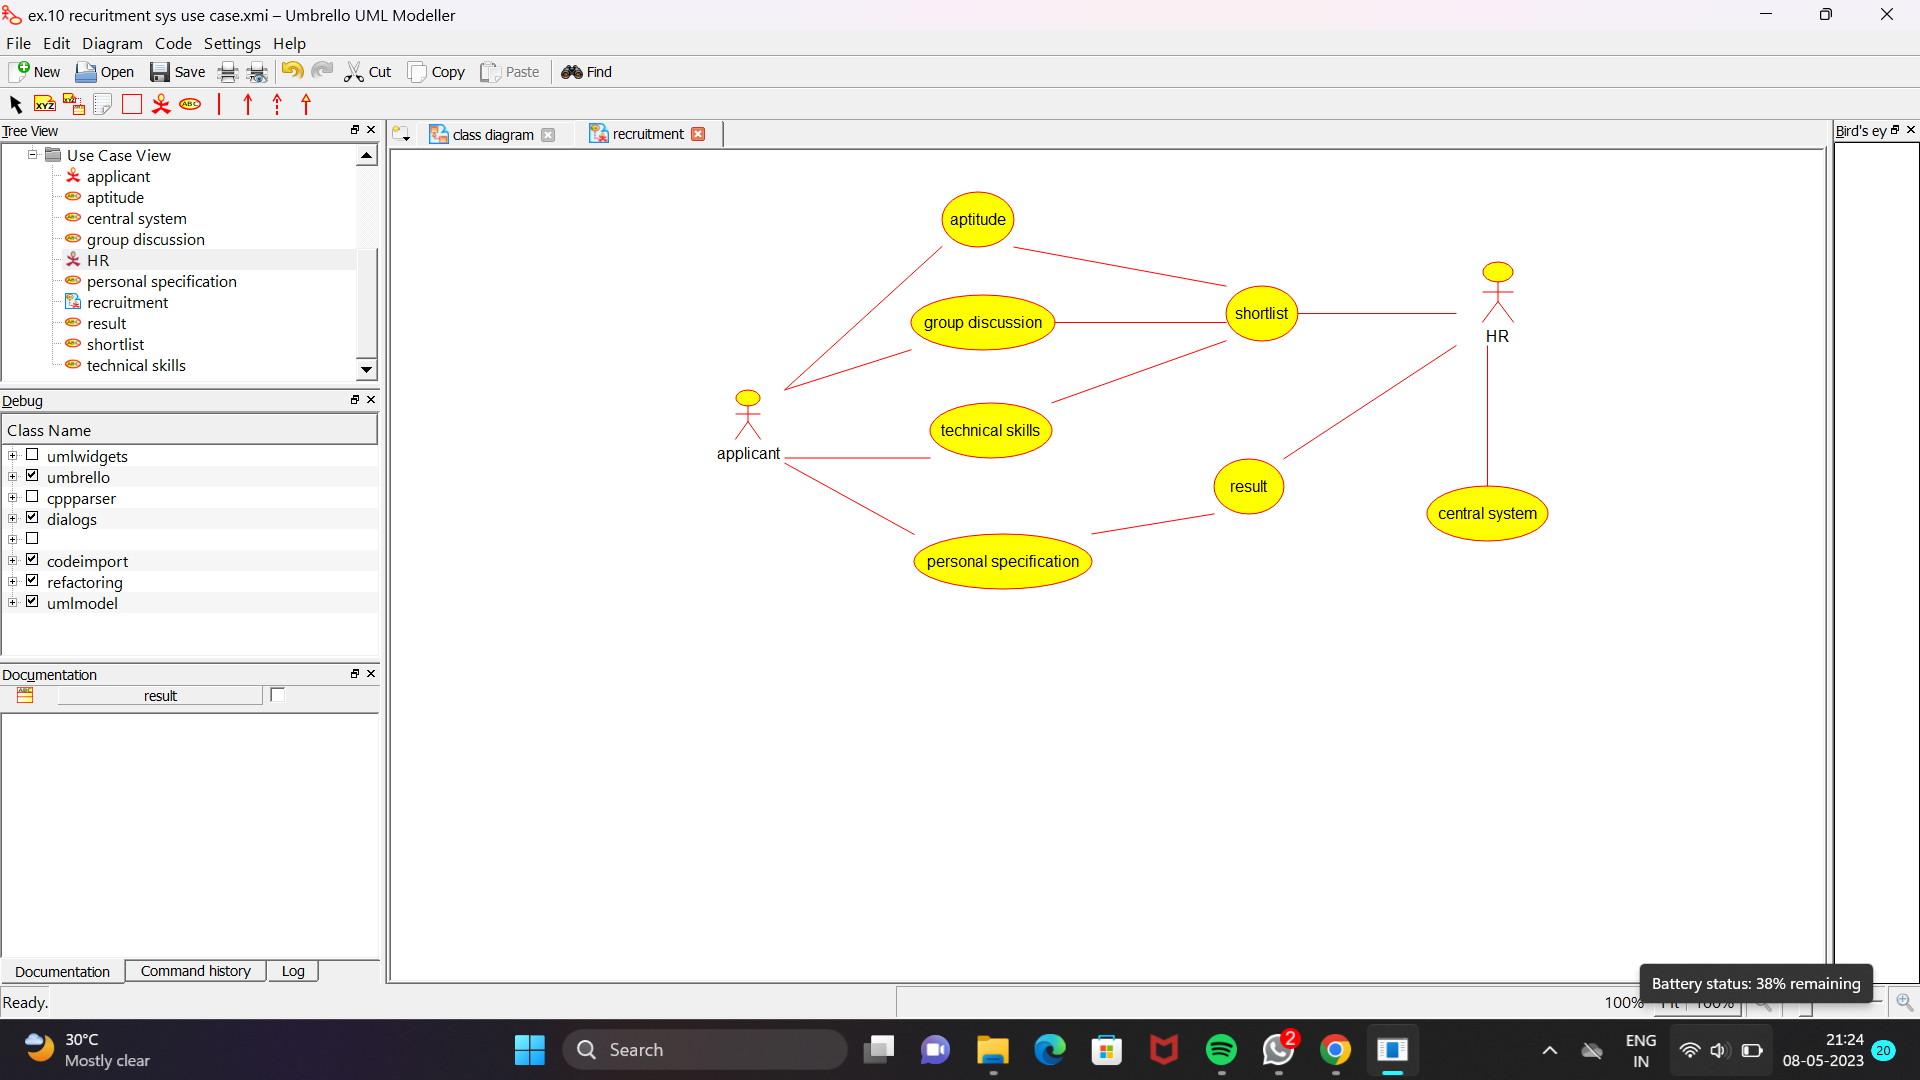 ex.10 recuritment sys use case.xmi – Umbrello UML Modeller
File Edit Diagram Code Settings Help
New Open Save Cut Copy Paste Find
XYZ ABC
Tree View
Use Case View
applicant
aptitude
central system
group discussion
HR
personal specification
recruitment
result
shortlist
technical skills
Debug
Class Name
umlwidgets
umbrello
cppparser
dialogs
codeimport
refactoring
umlmodel
Documentation
result
Documentation Command history Log
Ready.
class diagram recruitment
aptitude
group discussion
shortlist
HR
technical skills
applicant
result
central system
personal specification
Bird's ey
Battery status: 38% remaining
100% Fit 100%
30°C
Mostly clear
Search
2
ENG
IN
21:24
08-05-2023
20